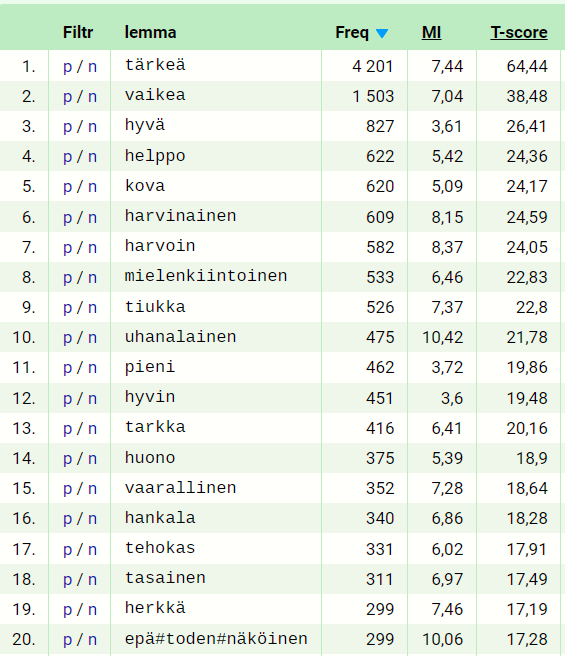 Filtr lemma Freq MI T-score
1. p / n tärkeä 4 201 7,44 64,44
2. p / n vaikea 1 503 7,04 38,48
3. p / n hyvä 827 3,61 26,41
4. p / n helppo 622 5,42 24,36
5. p / n kova 620 5,09 24,17
6. p / n harvinainen 609 8,15 24,59
7. p / n harvoin 582 8,37 24,05
8. p / n mielenkiintoinen 533 6,46 22,83
9. p / n tiukka 526 7,37 22,8
10. p / n uhanalainen 475 10,42 21,78
11. p / n pieni 462 3,72 19,86
12. p / n hyvin 451 3,6 19,48
13. p / n tarkka 416 6,41 20,16
14. p / n huono 375 5,39 18,9
15. p / n vaarallinen 352 7,28 18,64
16. p / n hankala 340 6,86 18,28
17. p / n tehokas 331 6,02 17,91
18. p / n tasainen 311 6,97 17,49
19. p / n herkkä 299 7,46 17,19
20. p / n epä#toden#näköinen 299 10,06 17,28